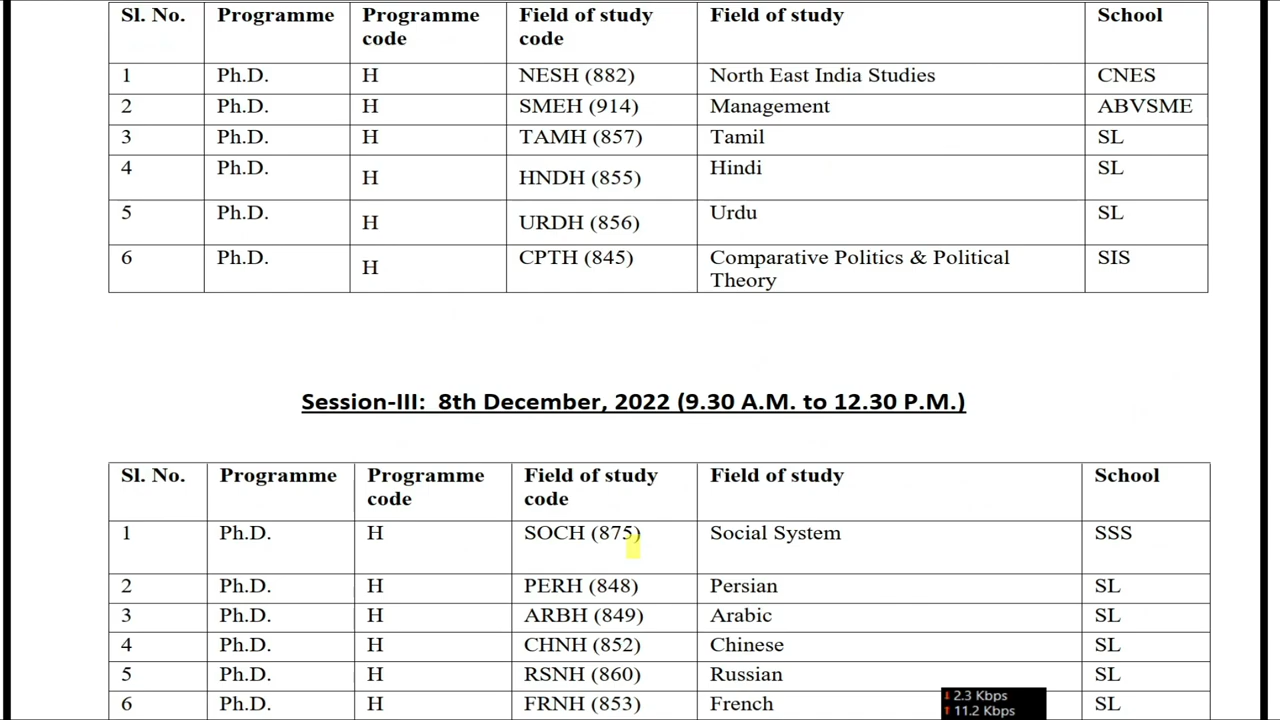 Sl. No. Programme Programme code Field of study code Field of study School
1 Ph.D. H NESH (882) North East India Studies CNES
2 Ph.D. H SMEH (914) Management ABVSME
3 Ph.D. H TAMH (857) Tamil SL
4 Ph.D. H HNDH (855) Hindi SL
5 Ph.D. H URDH (856) Urdu SL
6 Ph.D. H CPTH (845) Comparative Politics & Political Theory SIS
Session-III: 8th December, 2022 (9.30 A.M. to 12.30 P.M.)
Sl. No. Programme Programme code Field of study code Field of study School
1 Ph.D. H SOCH (875) Social System SSS
2 Ph.D. H PERH (848) Persian SL
3 Ph.D. H ARBH (849) Arabic SL
4 Ph.D. H CHNH (852) Chinese SL
5 Ph.D. H RSNH (860) Russian SL
6 Ph.D. H FRNH (853) French SL
2.3 Kbps
11.2 Kbps